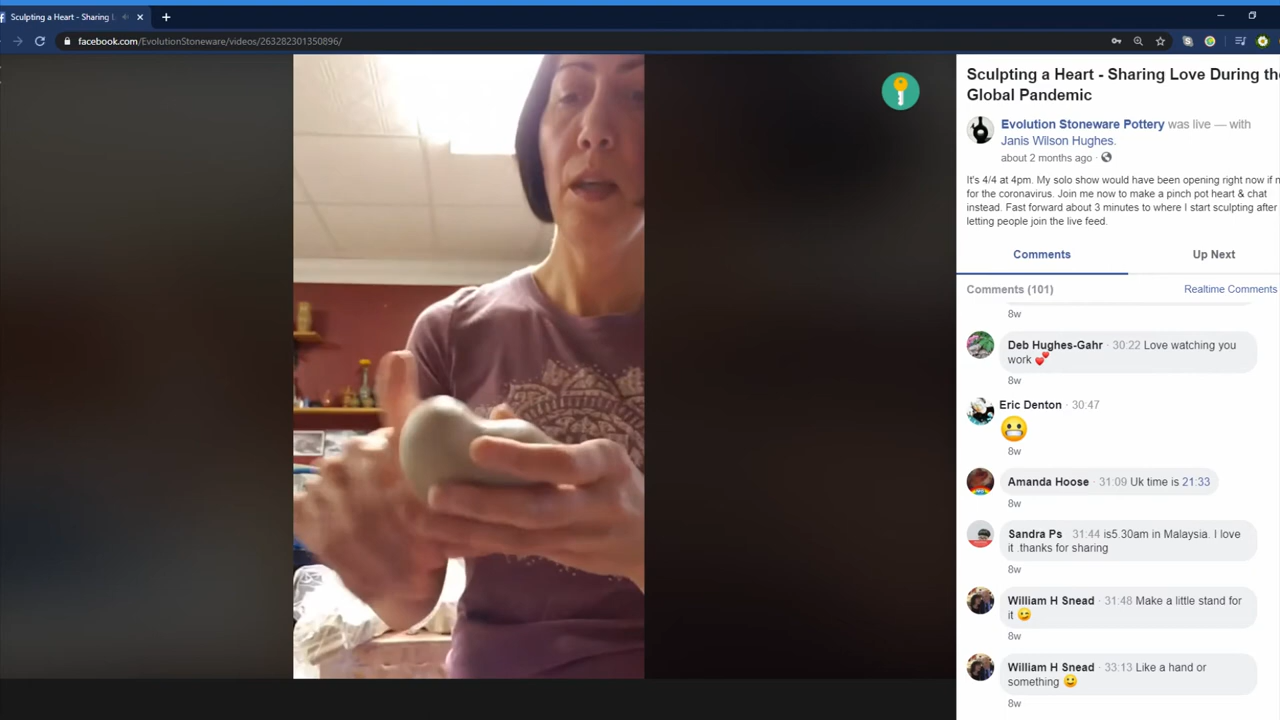 Sculpting a Heart - Sharing L
facebook.com/EvolutionStoneware/videos/263282301350896/
Sculpting a Heart - Sharing Love During the
Global Pandemic
Evolution Stoneware Pottery was live — with
Janis Wilson Hughes.
about 2 months ago
It's 4/4 at 4pm. My solo show would have been opening right now if n
for the coronavirus. Join me now to make a pinch pot heart & chat
instead. Fast forward about 3 minutes to where I start sculpting after
letting people join the live feed.
Comments Up Next
Comments (101) Realtime Comments
8w
Deb Hughes-Gahr · 30:22 Love watching you
work 💕
8w
Eric Denton · 30:47
😬
8w
Amanda Hoose · 31:09 Uk time is 21:33
8w
Sandra Ps · 31:44 is5.30am in Malaysia. I love
it .thanks for sharing
8w
William H Snead · 31:48 Make a little stand for
it 😉
8w
William H Snead · 33:13 Like a hand or
something 😃
8w